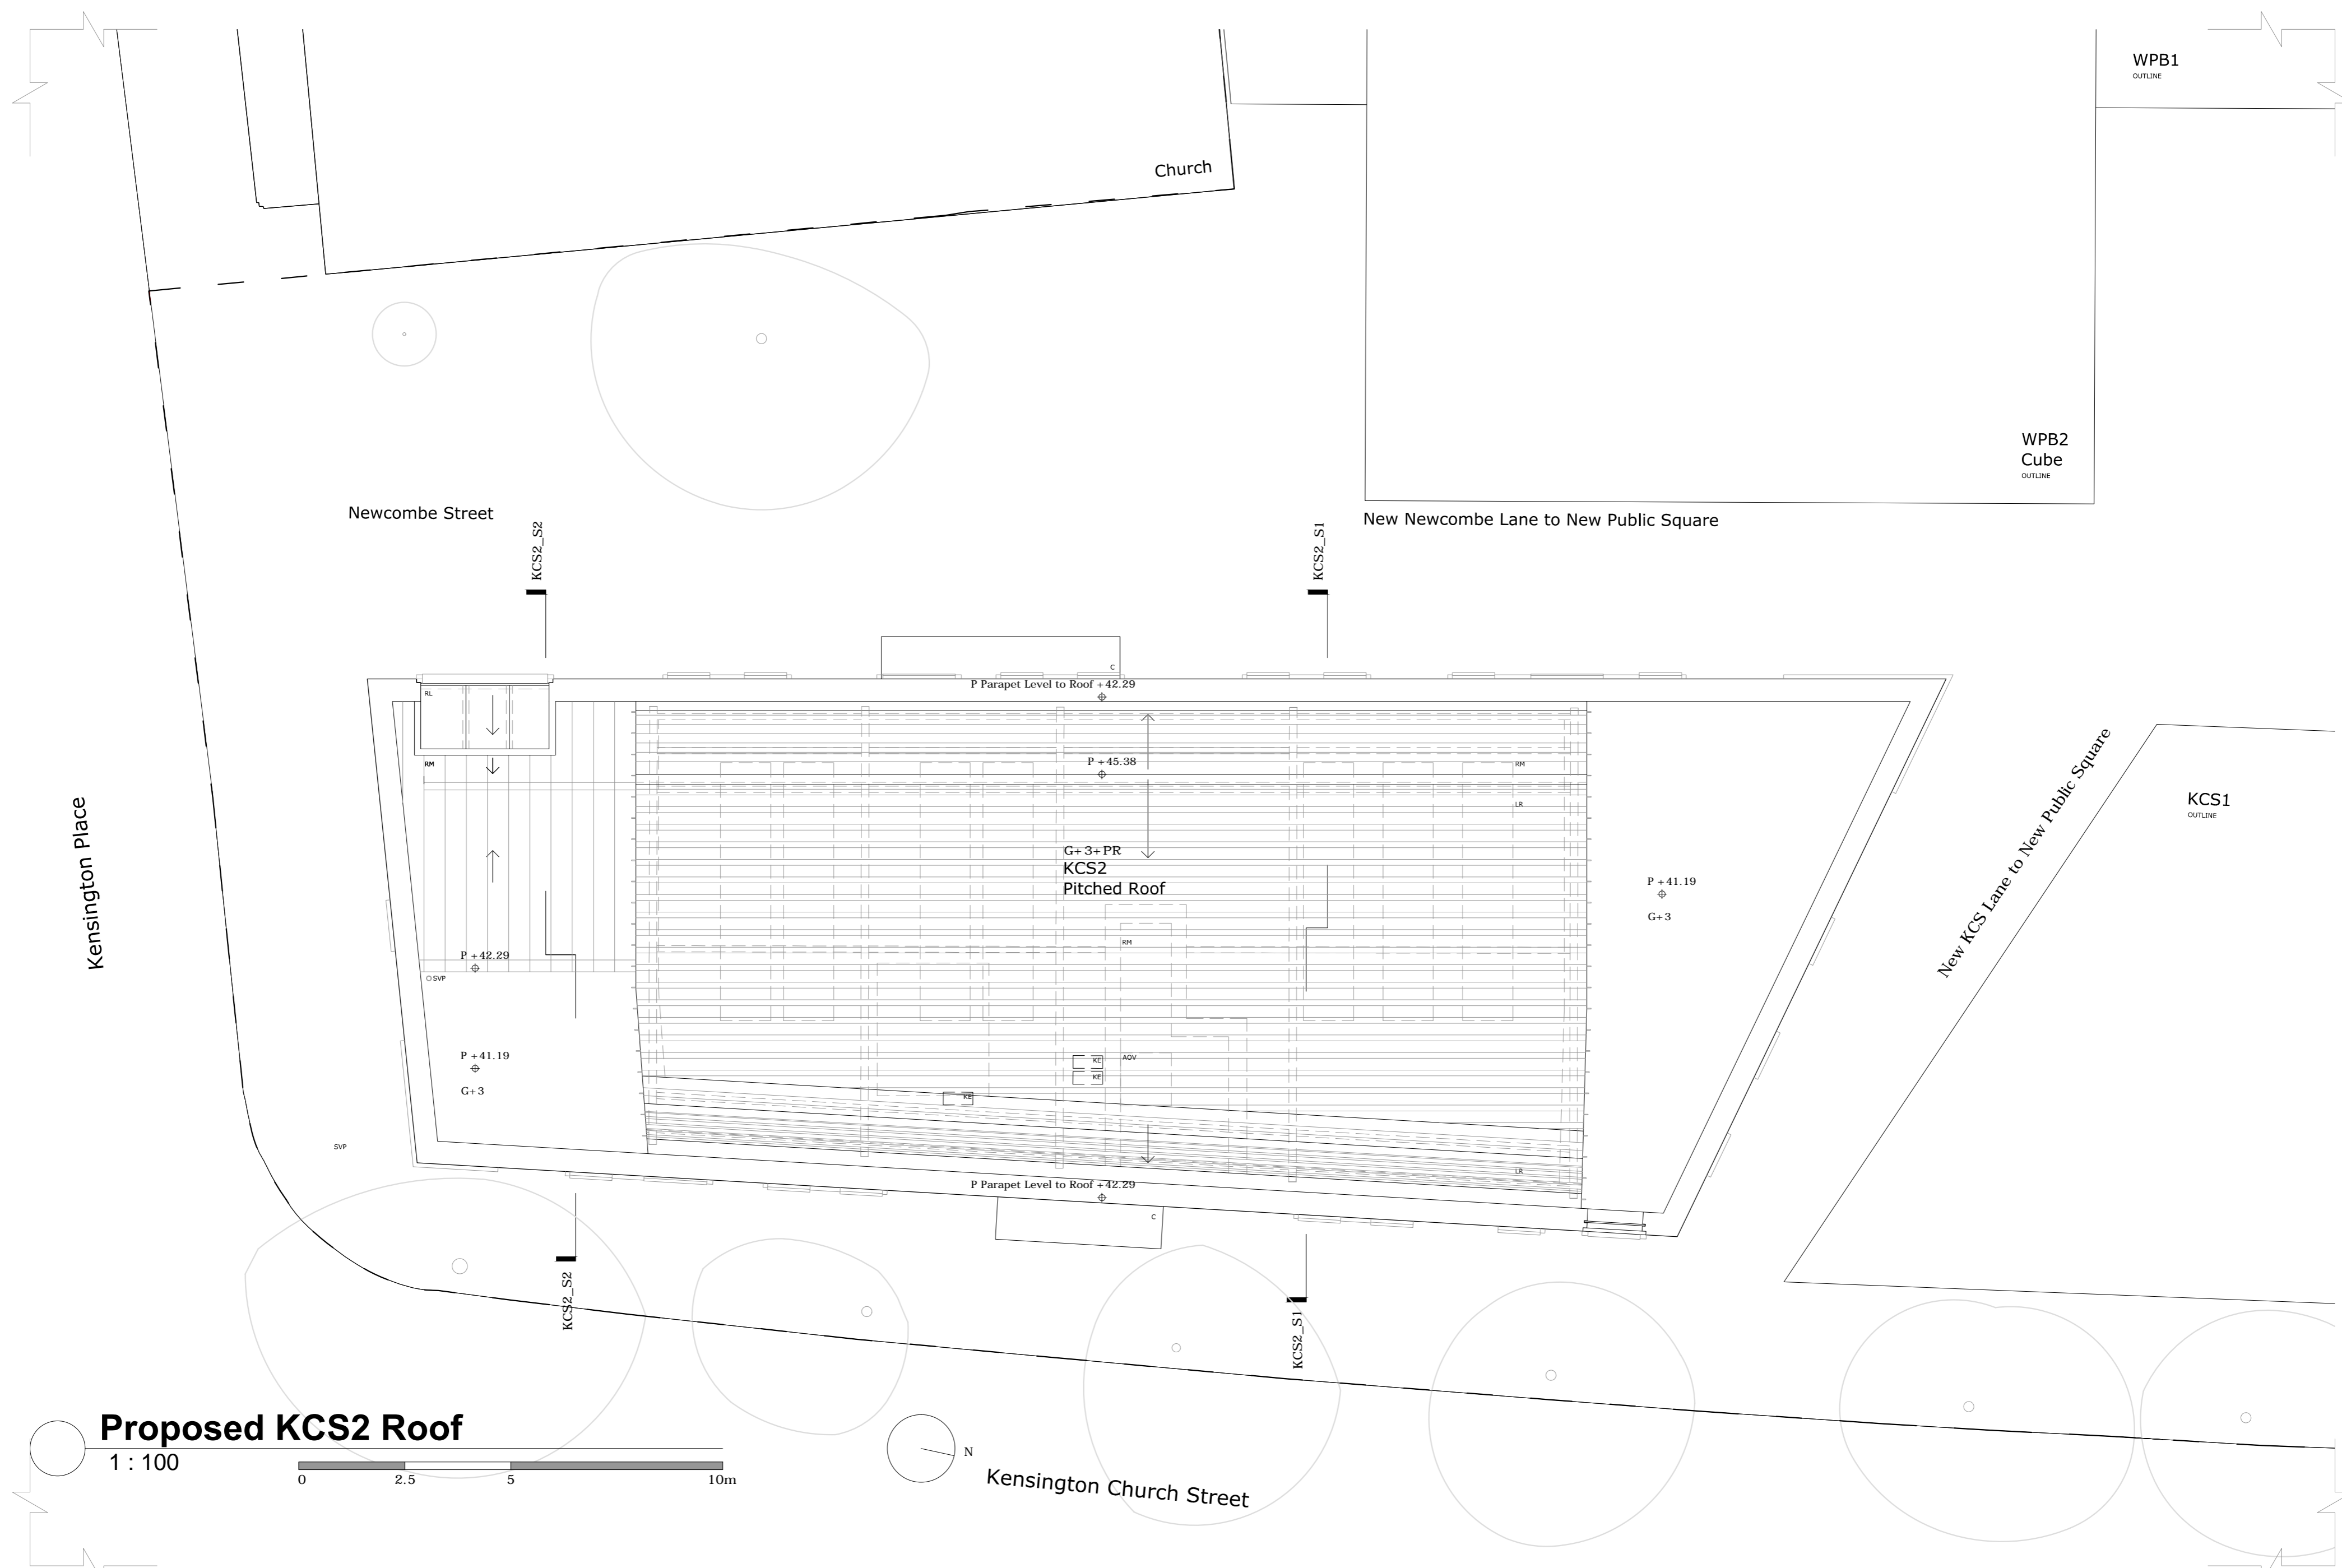 WPB1
OUTLINE
Church
WPB2
Cube
OUTLINE
Newcombe Street
New Newcombe Lane to New Public Square
KCS2_S2
KCS2_S1
C
P Parapet Level to Roof +42.29
RL
RM
P +45.38
RM
LR
G+3+PR
KCS2
Pitched Roof
P +41.19
G+3
New KCS Lane to New Public Square
KCS1
OUTLINE
Kensington Place
RM
P +42.29
SVP
P +41.19
G+3
KE
AOV
KE
KE
SVP
LR
P Parapet Level to Roof +42.29
C
KCS2_S2
KCS2_S1
Proposed KCS2 Roof
1 : 100
0 2.5 5 10m
N
Kensington Church Street